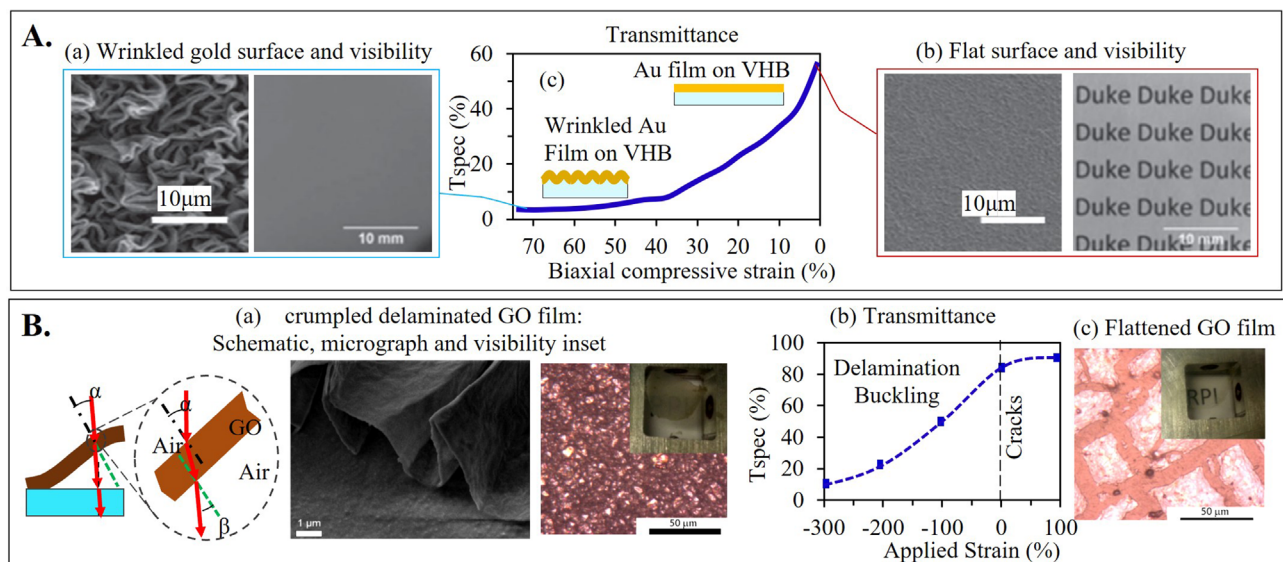 A.
(a) Wrinkled gold surface and visibility
10μm
10 mm
Transmittance
(c)
Au film on VHB
Wrinkled Au
Film on VHB
Tspec (%)
60
40
20
0
70 60 50 40 30 20 10 0
Biaxial compressive strain (%)
(b) Flat surface and visibility
10μm
Duke Duke Duke
Duke Duke Duke
Duke Duke Duke
Duke Duke Duke
Duke Duke Duke
10 mm
B.
(a) crumpled delaminated GO film:
Schematic, micrograph and visibility inset
α
α
GO
Air
Air
β
1 μm
50 μm
(b) Transmittance
Delamination
Buckling
Cracks
Tspec (%)
100
80
60
40
20
0
-300 -200 -100 0 100
Applied Strain (%)
(c) Flattened GO film
RPI
50 μm